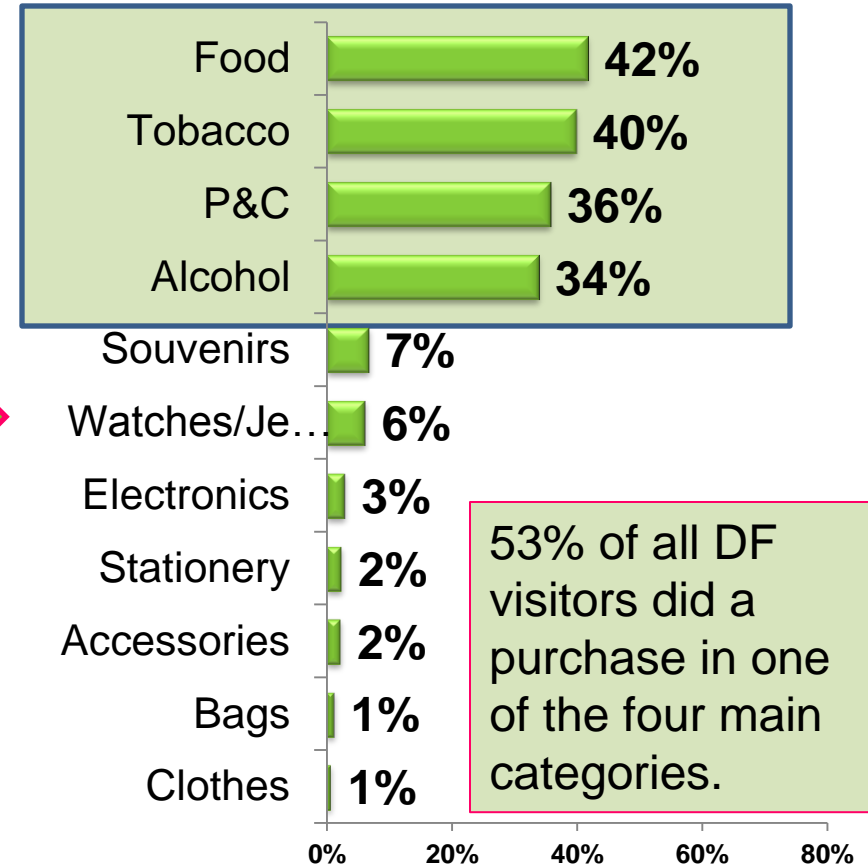 Food 42%
Tobacco 40%
P&C 36%
Alcohol 34%
Souvenirs 7%
Watches/Je... 6%
Electronics 3%
Stationery 2%
Accessories 2%
Bags 1%
Clothes 1%
53% of all DF
visitors did a
purchase in one
of the four main
categories.
0% 20% 40% 60% 80%